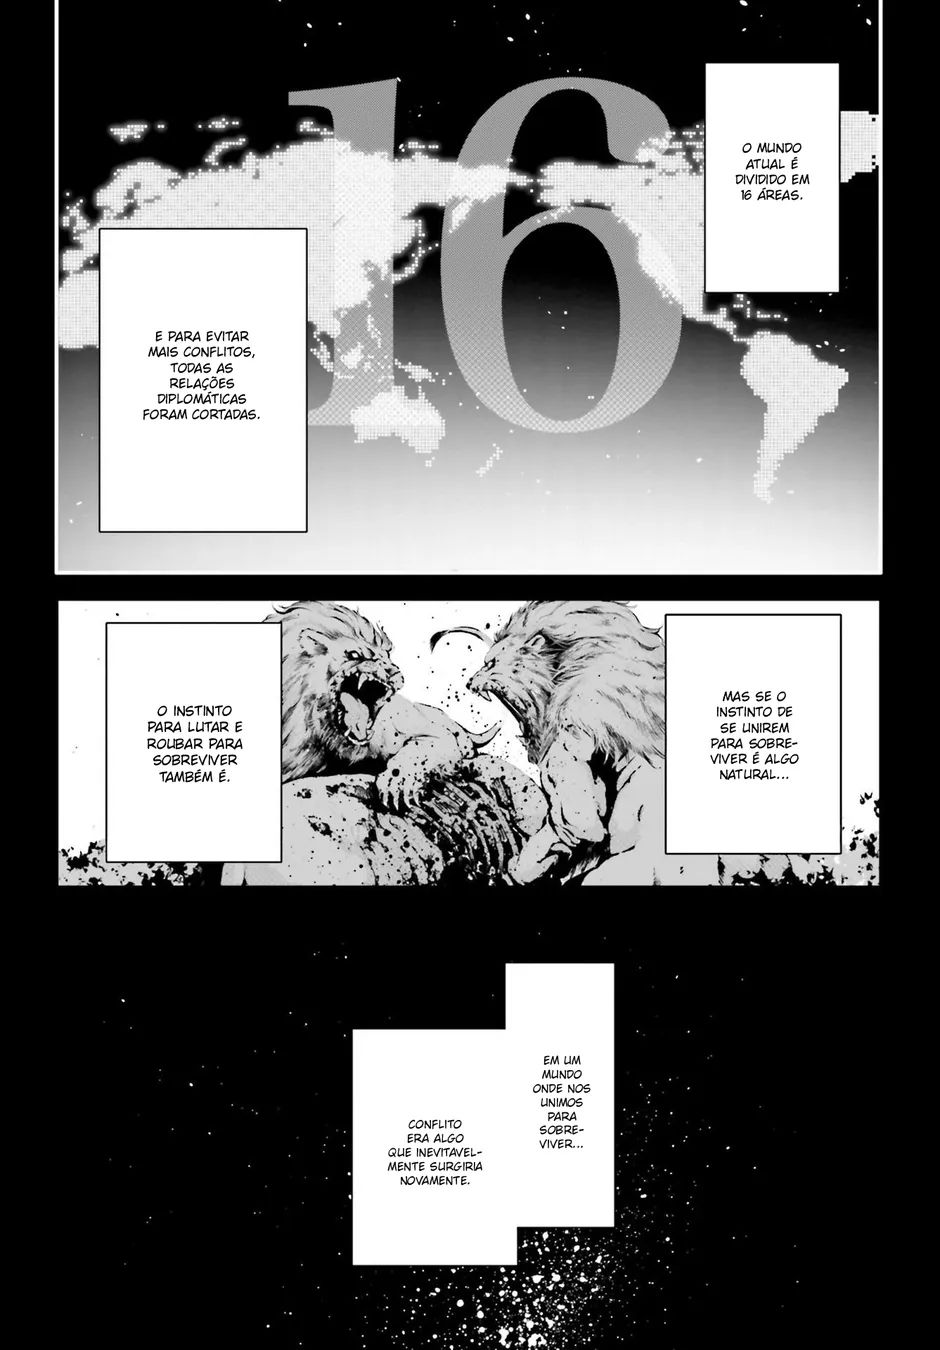 16
O MUNDO
ATUAL É
DIVIDIDO EM
16 ÁREAS.
E PARA EVITAR
MAIS CONFLITOS,
TODAS AS
RELAÇÕES
DIPLOMÁTICAS
FORAM CORTADAS.
MAS SE O
INSTINTO DE
SE UNIREM
PARA SOBRE-
VIVER É ALGO
NATURAL...
O INSTINTO
PARA LUTAR E
ROUBAR PARA
SOBREVIVER
TAMBÉM É.
EM UM
MUNDO
ONDE NOS
UNIMOS
PARA
SOBRE-
VIVER...
CONFLITO
ERA ALGO
QUE INEVITAVEL-
MENTE SURGIRIA
NOVAMENTE.